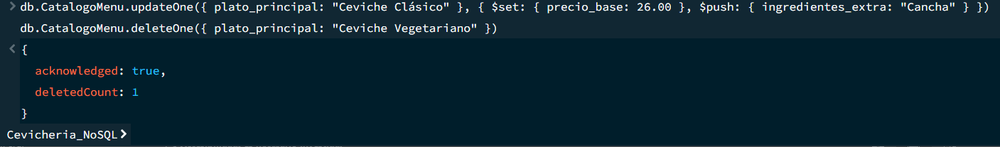 > db.CatalogoMenu.updateOne({ plato_principal: "Ceviche Clásico" }, { $set: { precio_base: 26.00 }, $push: { ingredientes_extra: "Cancha" } })
db.CatalogoMenu.deleteOne({ plato_principal: "Ceviche Vegetariano" })
< {
acknowledged: true,
deletedCount: 1
}
Cevicheria_NoSQL>